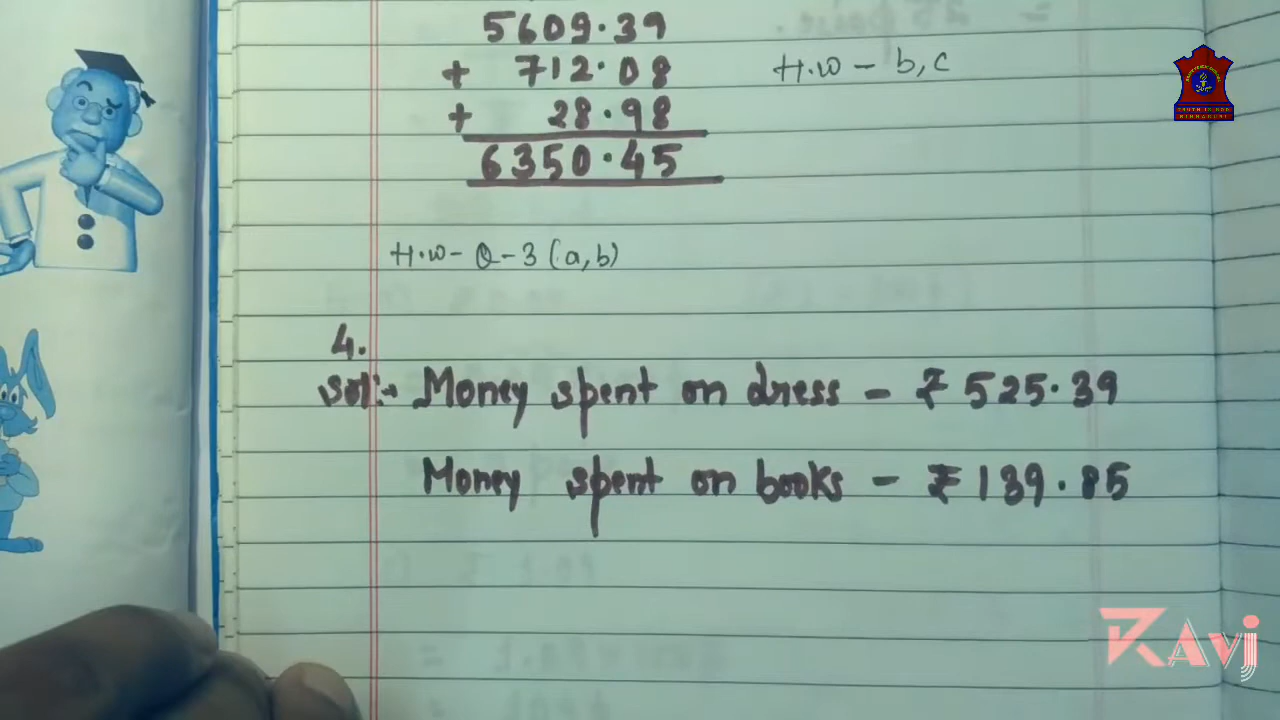 5609.39
+ 712.08
H.W - b, c
+ 28.98
6350.45
H.W - Q - 3 (a, b)
4.
Sol:- Money spent on dress - ₹ 525.39
Money spent on books - ₹ 139.85
RAvj